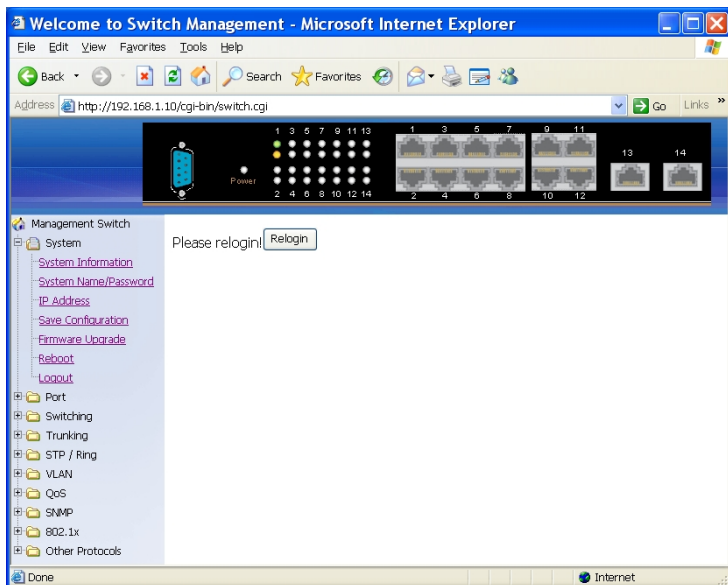 Welcome to Switch Management - Microsoft Internet Explorer
File Edit View Favorites Tools Help
Back Search Favorites
Address http://192.168.1.10/cgi-bin/switch.cgi Go Links »
1 3 5 7 9 11 13
Power
2 4 6 8 10 12 14
1 3 5 7 9 11
13 14
2 4 6 8 10 12
Management Switch
System
System Information
System Name/Password
IP Address
Save Configuration
Firmware Upgrade
Reboot
Logout
Port
Switching
Trunking
STP / Ring
VLAN
QoS
SNMP
802.1x
Other Protocols
Please relogin! Relogin
Done Internet